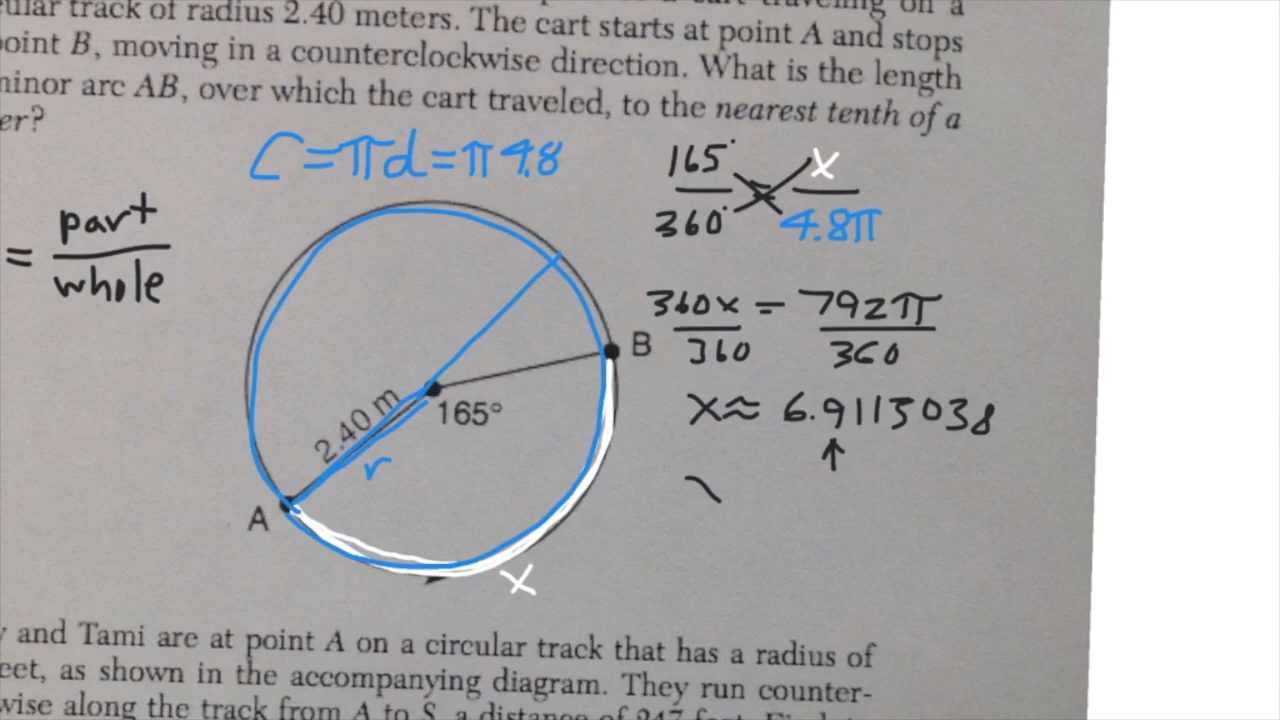 ular track of radius 2.40 meters. The cart starts at point A and stops
point B, moving in a counterclockwise direction. What is the length
minor arc AB, over which the cart traveled, to the nearest tenth of a
er?
C = πd = π 4.8
165° / 360° = x / 4.8π
= part / whole
360x / 360 = 792π / 360
B
x ≈ 6.9115038
↑
2.40 m
165°
r
A
x
and Tami are at point A on a circular track that has a radius of
eet, as shown in the accompanying diagram. They run counter-
wise along the track from A to S, a distance of 247 feet.